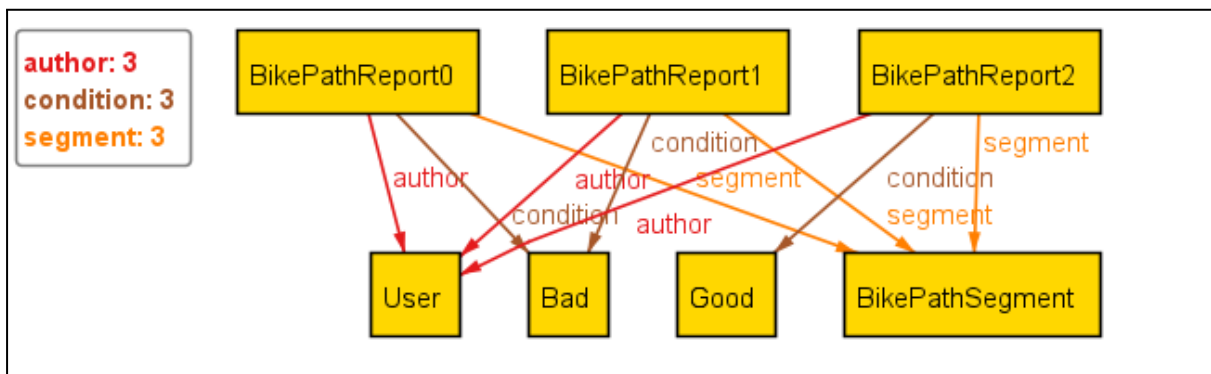 author: 3
condition: 3
segment: 3
BikePathReport0
BikePathReport1
BikePathReport2
condition
segment
author
author
segment
condition
condition
author
segment
User
Bad
Good
BikePathSegment